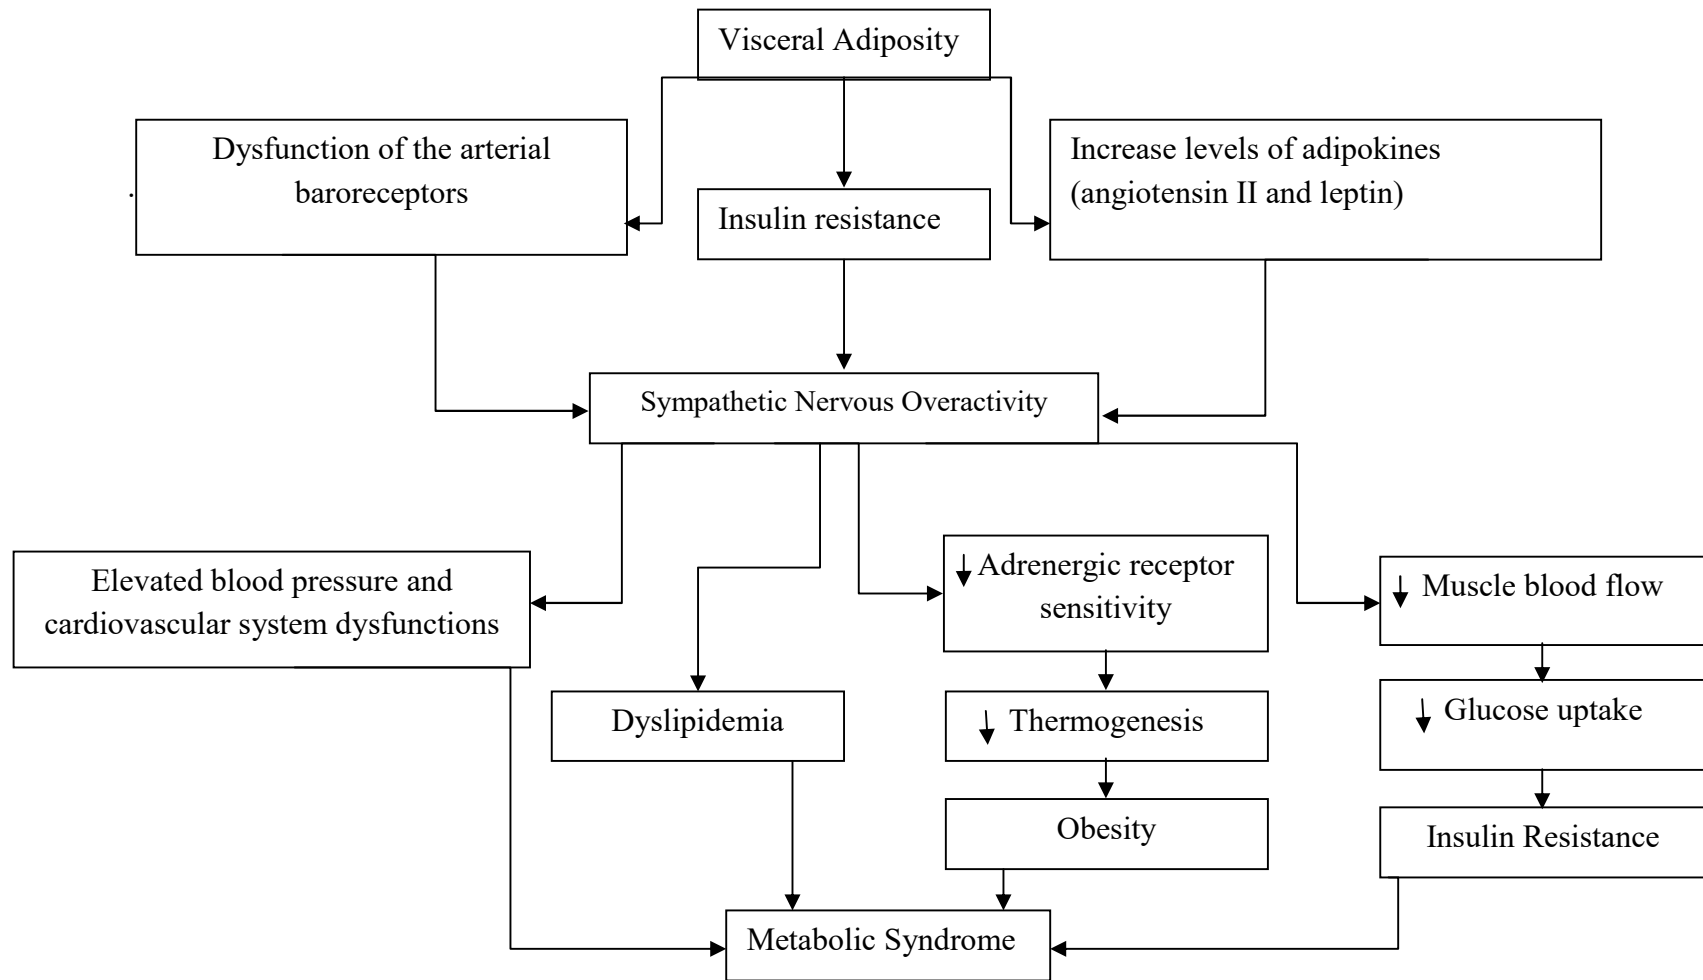 Visceral Adiposity
Dysfunction of the arterial
baroreceptors
Insulin resistance
Increase levels of adipokines
(angiotensin II and leptin)
.
Sympathetic Nervous Overactivity
Elevated blood pressure and
cardiovascular system dysfunctions
Dyslipidemia
↓ Adrenergic receptor
sensitivity
↓ Thermogenesis
Obesity
↓ Muscle blood flow
↓ Glucose uptake
Insulin Resistance
Metabolic Syndrome